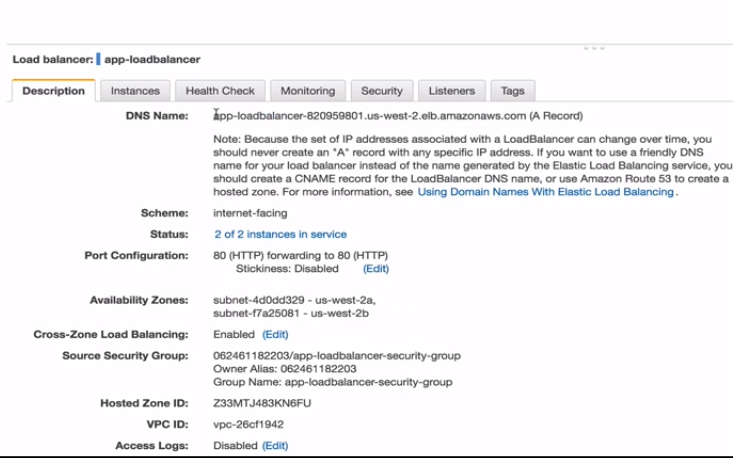 Load balancer: app-loadbalancer
Description Instances Health Check Monitoring Security Listeners Tags
DNS Name: app-loadbalancer-820959801.us-west-2.elb.amazonaws.com (A Record)
Note: Because the set of IP addresses associated with a LoadBalancer can change over time, you
should never create an "A" record with any specific IP address. If you want to use a friendly DNS
name for your load balancer instead of the name generated by the Elastic Load Balancing service, you
should create a CNAME record for the LoadBalancer DNS name, or use Amazon Route 53 to create a
hosted zone. For more information, see Using Domain Names With Elastic Load Balancing.
Scheme: internet-facing
Status: 2 of 2 instances in service
Port Configuration: 80 (HTTP) forwarding to 80 (HTTP)
Stickiness: Disabled (Edit)
Availability Zones: subnet-4d0dd329 - us-west-2a,
subnet-f7a25081 - us-west-2b
Cross-Zone Load Balancing: Enabled (Edit)
Source Security Group: 062461182203/app-loadbalancer-security-group
Owner Alias: 062461182203
Group Name: app-loadbalancer-security-group
Hosted Zone ID: Z33MTJ483KN6FU
VPC ID: vpc-26cf1942
Access Logs: Disabled (Edit)